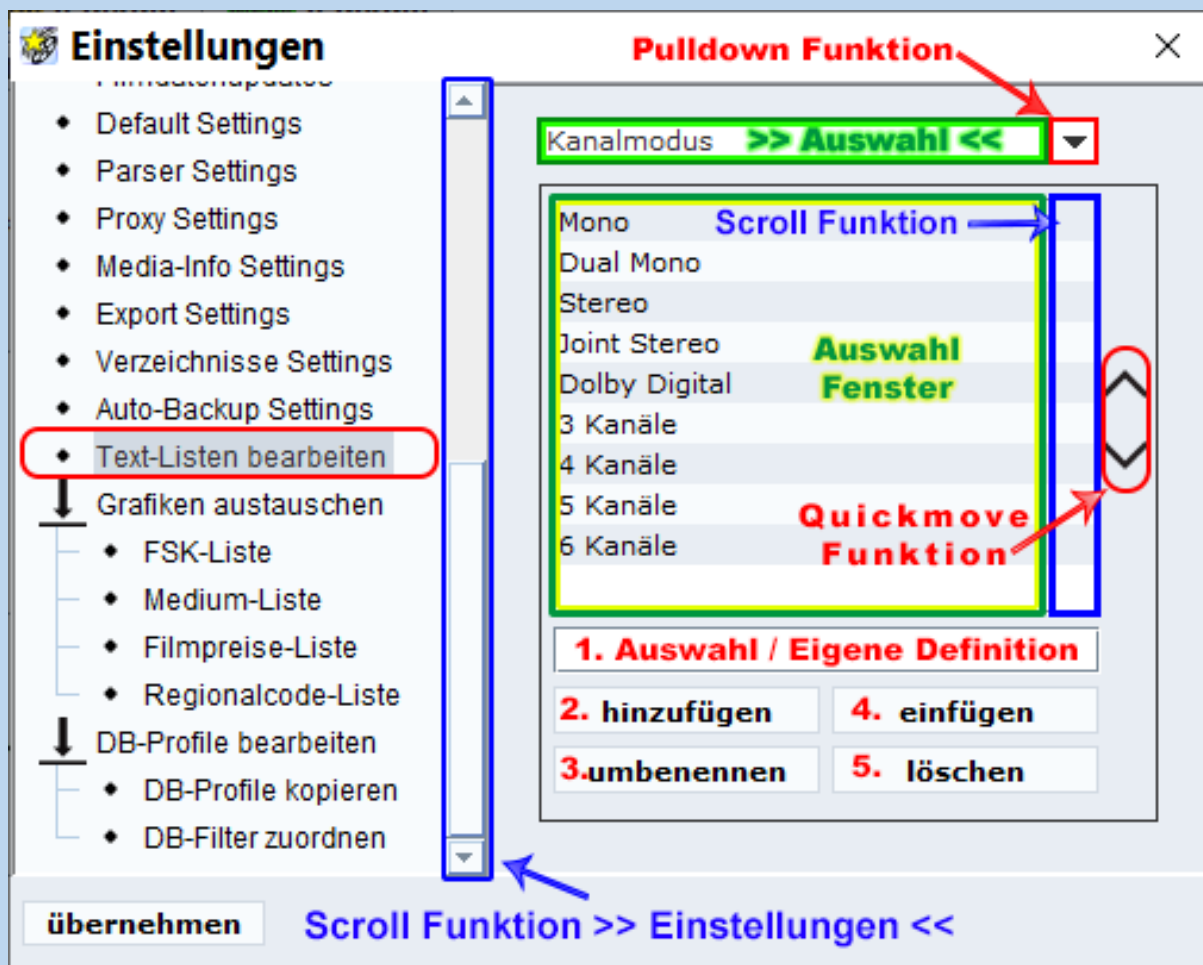 Einstellungen
Pulldown Funktion
Filmdatenupdates
Default Settings
Parser Settings
Proxy Settings
Media-Info Settings
Export Settings
Verzeichnisse Settings
Auto-Backup Settings
Text-Listen bearbeiten
Grafiken austauschen
FSK-Liste
Medium-Liste
Filmpreise-Liste
Regionalcode-Liste
DB-Profile bearbeiten
DB-Profile kopieren
DB-Filter zuordnen
Kanalmodus >> Auswahl <<
Mono
Scroll Funktion
Dual Mono
Stereo
Joint Stereo
Dolby Digital
3 Kanäle
4 Kanäle
5 Kanäle
6 Kanäle
Auswahl
Fenster
Quickmove
Funktion
1. Auswahl / Eigene Definition
2. hinzufügen
4. einfügen
3. umbenennen
5. löschen
übernehmen
Scroll Funktion >> Einstellungen <<